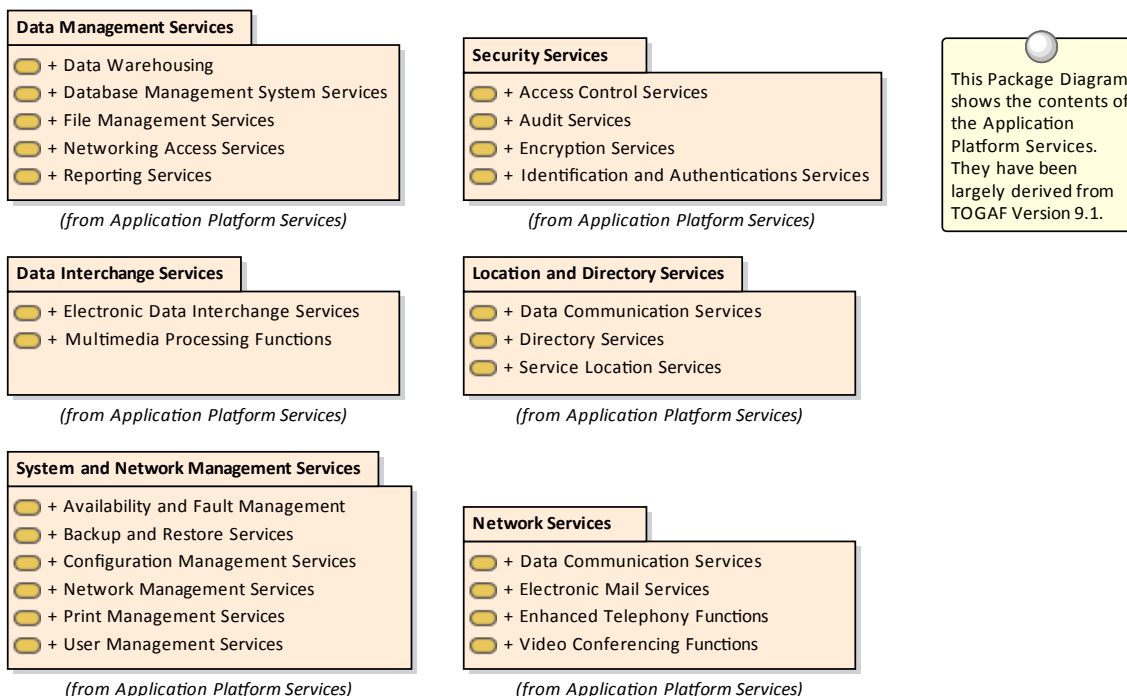 Data Management Services
+ Data Warehousing
+ Database Management System Services
+ File Management Services
+ Networking Access Services
+ Reporting Services
(from Application Platform Services)
Security Services
+ Access Control Services
+ Audit Services
+ Encryption Services
+ Identification and Authentications Services
(from Application Platform Services)
This Package Diagram
shows the contents of
the Application
Platform Services.
They have been
largely derived from
TOGAF Version 9.1.
Data Interchange Services
+ Electronic Data Interchange Services
+ Multimedia Processing Functions
(from Application Platform Services)
Location and Directory Services
+ Data Communication Services
+ Directory Services
+ Service Location Services
(from Application Platform Services)
System and Network Management Services
+ Availability and Fault Management
+ Backup and Restore Services
+ Configuration Management Services
+ Network Management Services
+ Print Management Services
+ User Management Services
(from Application Platform Services)
Network Services
+ Data Communication Services
+ Electronic Mail Services
+ Enhanced Telephony Functions
+ Video Conferencing Functions
(from Application Platform Services)